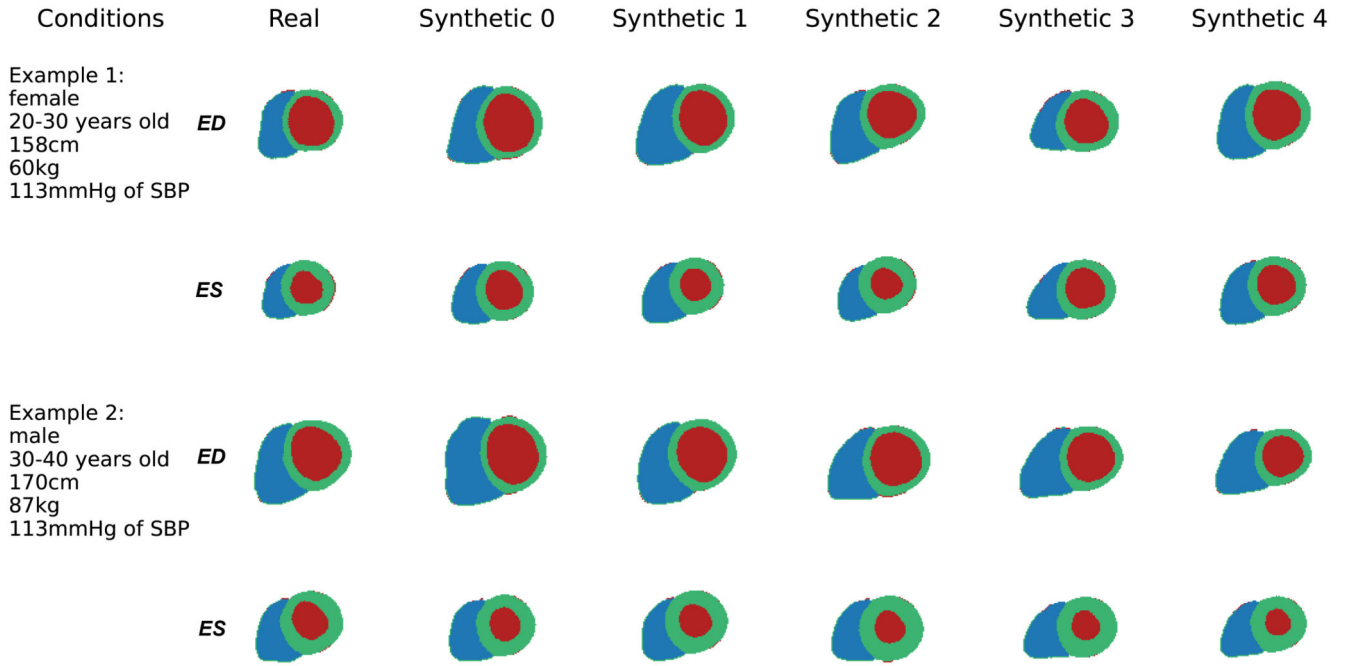 Conditions Real Synthetic 0 Synthetic 1 Synthetic 2 Synthetic 3 Synthetic 4
Example 1:
female
20-30 years old
ED
158cm
60kg
113mmHg of SBP
ES
Example 2:
male
30-40 years old
ED
170cm
87kg
113mmHg of SBP
ES